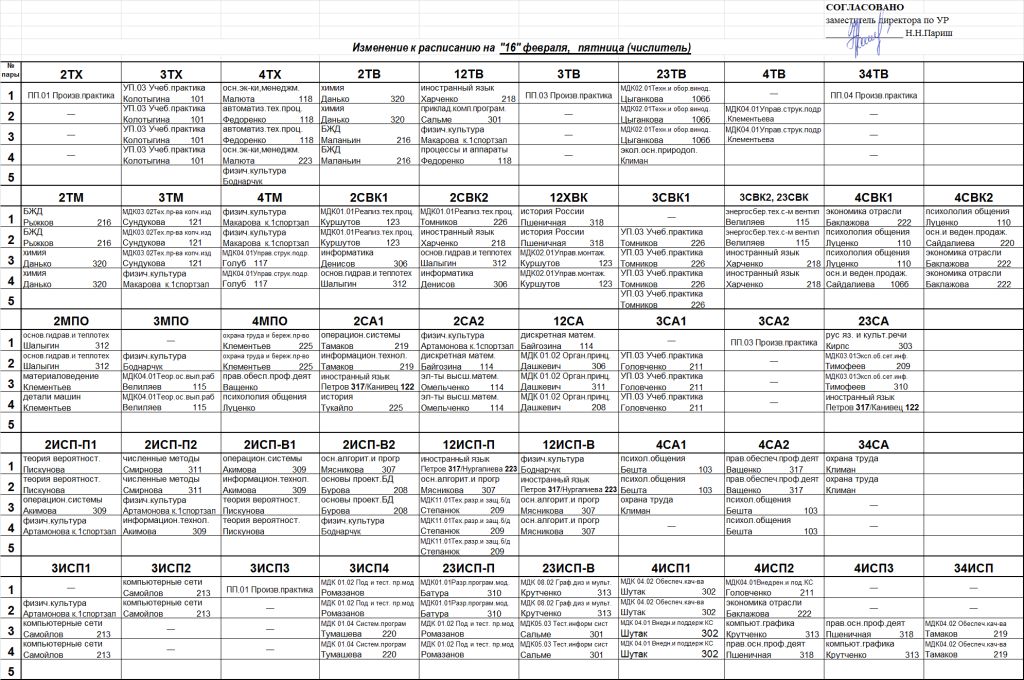 СОГЛАСОВАНО
заместитель директора по УР
Н.Н.Париш
Изменение к расписанию на "16" февраля, пятница (числитель)
№ пары 2ТХ 3ТХ 4ТХ 2ТВ 12ТВ 3ТВ 23ТВ 4ТВ 34ТВ
1 ПП.01 Произв.практика УП.03 Учеб.практика осн.эк-ки,менеджм. химия иностранный язык ПП.03 Произв.практика МДК02.01Техн.и обор.винод. — ПП.04 Произв.практика
Колотыгина 101 Малюта 118 Данько 320 Харченко 218 Цыганкова 106б
2 — УП.03 Учеб.практика автоматиз.тех.проц. химия приклад.комп.програм. — МДК02.01Техн.и обор.винод. МДК04.01Управ.струк.подр —
Колотыгина 101 Федоренко 118 Данько 320 Сальме 301 Цыганкова 106б Клементьева
3 — УП.03 Учеб.практика автоматиз.тех.проц. БЖД физич.культура — МДК02.01Техн.и обор.винод. МДК04.01Управ.струк.подр —
Колотыгина 101 Федоренко 118 Маланьин 216 Макарова к.1спортзал Цыганкова 106б Клементьева
4 — УП.03 Учеб.практика осн.эк-ки,менеджм. БЖД процессы и аппараты — экол.осн.природоп. —
Колотыгина 101 Малюта 223 Маланьин 216 Федоренко 118 Климан
5 физич.культура
Боднарчук
2ТМ 3ТМ 4ТМ 2СВК1 2СВК2 12ХВК 3СВК1 3СВК2, 23СВК 4СВК1 4СВК2
1 БЖД МДК03.02Тех.пр-ва колч.изд физич.культура МДК01.01Реализ.тех.проц. МДК01.01Реализ.тех.проц. история России — энергосбер.тех.с-м вентил экономика отрасли психолопия общения
Рыжков 216 Сундукова 121 Макарова к.1спортзал Куршутов 123 Томников 226 Пшеничная 318 Велиляев 115 Баклажова 222 Луценко 110
2 БЖД МДК03.02Тех.пр-ва колч.изд физич.культура МДК01.01Реализ.тех.проц. иностранный язык история России УП.03 Учеб.практика энергосбер.тех.с-м вентил психолопия общения осн.и веден.продаж.
Рыжков 216 Сундукова 121 Макарова к.1спортзал Куршутов 123 Харченко 218 Пшеничная 318 Томников 226 Велиляев 115 Луценко 110 Сайдалиева 220
3 химия МДК03.02Тех.пр-ва колч.изд МДК04.01Управ.струк.подр. информатика основ.гидрав.и теплотех МДК02.01Управ.монтаж. УП.03 Учеб.практика иностранный язык психолопия общения экономика отрасли
Данько 320 Сундукова 121 Голуб 117 Денисов 306 Шалыгин 312 Куршутов 123 Томников 226 Харченко 218 Луценко 110 Баклажова 222
4 химия физич.культура МДК04.01Управ.струк.подр. основ.гидрав.и теплотех информатика МДК02.01Управ.монтаж. УП.03 Учеб.практика иностранный язык осн.и веден.продаж. экономика отрасли
Данько 320 Макарова к.1спортзал Голуб 117 Шалыгин 312 Денисов 306 Куршутов 123 Томников 226 Харченко 218 Сайдалиева 106б Баклажова 222
5 УП.03 Учеб.практика
Томников 226
2МПО 3МПО 4МПО 2СА1 2СА2 12СА 3СА1 3СА2 23СА
1 основ.гидрав.и теплотех — охрана труда и береж.пр-во операцион.системы физич.культура дискретная матем. — ПП.03 Произв.практика рус яз. и культ.речи
Шалыгин 312 Клементьев 225 Тамаков 219 Артамонова к.1спортзал Байгозина 114 Кирпс 303
2 основ.гидрав.и теплотех физич.культура охрана труда и береж.пр-во информацион.технол. дискретная матем. МДК 01.02 Орган.принц. УП.03 Учеб.практика — МДК03.01Эксп.об.сет.инф.
Шалыгин 312 Боднарчук Клементьев 225 Тамаков 219 Байгозина 114 Дашкевич 306 Головченко 211 Тимофеев 209
3 материаловедение МДК04.01Теор.ос.вып.раб прав.обесп.проф.деят иностранный язык эл-ты высш.матем. МДК 01.02 Орган.принц. УП.03 Учеб.практика — МДК03.01Эксп.об.сет.инф.
Клементьев Велиляев 115 Ващенко Петров 317/Канивец 122 Омельченко 114 Дашкевич 311 Головченко 211 Тимофеев 310
4 детали машин МДК04.01Теор.ос.вып.раб психолопия общения история эл-ты высш.матем. МДК 01.02 Орган.принц. УП.03 Учеб.практика — иностранный язык
Клементьев Велиляев 115 Луценко Тукайло 225 Омельченко 114 Дашкевич 208 Головченко 211 Петров 317/Канивец 122
5
2ИСП-П1 2ИСП-П2 2ИСП-В1 2ИСП-В2 12ИСП-П 12ИСП-В 4СА1 4СА2 34СА
1 теория вероятност. численные методы операцион.системы осн.алгорит.и прогр иностранный язык физич.культура психол.общения прав обеспеч.проф.деят охрана труда
Пискунова Смирнова 311 Акимова 309 Мясникова 307 Петров 317/Нургалиева 223 Боднарчук Бешта 103 Ващенко 317 Климан
2 теория вероятност. численные методы информацион.технол. основы проект.БД осн.алгорит.и прогр иностранный язык психол.общения прав обеспеч.проф.деят охрана труда
Пискунова Смирнова 311 Акимова 309 Бурова 208 Мясникова 307 Петров 317/Нургалиева 223 Бешта 103 Ващенко 317 Климан
3 операцион.системы физич.культура теория вероятност. основы проект.БД МДК11.01Тех.разр.и защ.б/д осн.алгорит.и прогр охрана труда психол.общения —
Акимова 309 Артамонова к.1спортзал Пискунова Бурова 208 Степанюк 209 Мясникова 307 Климан Бешта 103
4 физич.культура информацион.технол. теория вероятност. физич.культура МДК11.01Тех.разр.и защ.б/д осн.алгорит.и прогр — психол.общения —
Артамонова к.1спортзал Акимова 309 Пискунова Боднарчук Степанюк 209 Мясникова 307 Бешта 103
5 МДК11.01Тех.разр.и защ.б/д
Степанюк 209
3ИСП1 3ИСП2 3ИСП3 3ИСП4 23ИСП-П 23ИСП-В 4ИСП1 4ИСП2 4ИСП3 34ИСП
1 — компьютерные сети ПП.01 Произв.практика МДК 01.02 Под и тест. пр.мод МДК01.01Разр.програм.мод. МДК 08.02 Граф.диз и мульт. МДК 04.02 Обеспеч.кач-ва МДК04.01Внедрен.и под.КС — —
Самойлов 213 Ромазанов Батура 310 Крутченко 313 Шутак 302 Головченко 211
2 физич.культура компьютерные сети — МДК 01.02 Под и тест. пр.мод МДК01.01Разр.програм.мод. МДК 08.02 Граф.диз и мульт. МДК 04.02 Обеспеч.кач-ва экономика отрасли — —
Артамонова к.1спортзал Самойлов 213 Ромазанов Батура 310 Крутченко 313 Шутак 302 Баклажова 222
3 компьютерные сети — — МДК 01.04 Систем.програм МДК 01.02 Под и тест. пр.мод МДК05.03 Тест.информ сист МДК 04.01 Внедн.и поддерж КС компьют.графика прав.осн.проф.деят МДК04.02 Обеспеч.кач-ва
Самойлов 213 Тумашева 220 Ромазанов Сальме 301 Шутак 302 Крутченко 313 Пшеничная 318 Тамаков 219
4 компьютерные сети — — МДК 01.04 Систем.програм МДК 01.02 Под и тест. пр.мод МДК05.03 Тест.информ сист МДК 04.01 Внедн.и поддерж КС прав.осн.проф.деят компьют.графика МДК04.02 Обеспеч.кач-ва
Самойлов 213 Тумашева 220 Ромазанов Сальме 301 Шутак 302 Пшеничная 318 Крутченко 313 Тамаков 219
5